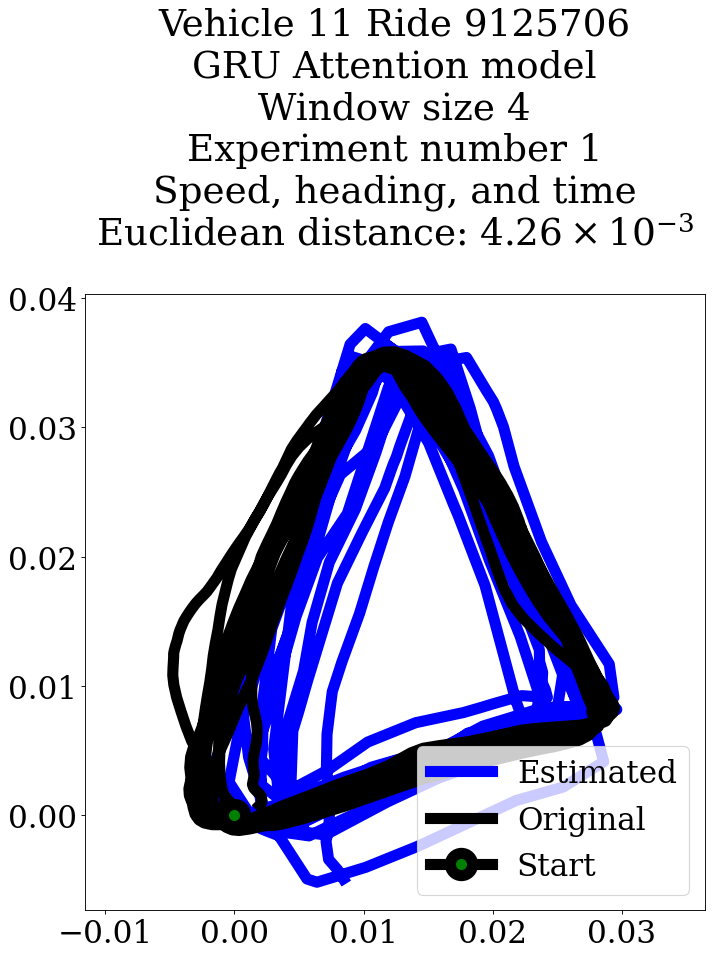 Vehicle 11 Ride 9125706
GRU Attention model
Window size 4
Experiment number 1
Speed, heading, and time
Euclidean distance: 4.26 × 10⁻³
0.04
0.03
0.02
0.01
0.00
Estimated
Original
Start
−0.01 0.00 0.01 0.02 0.03